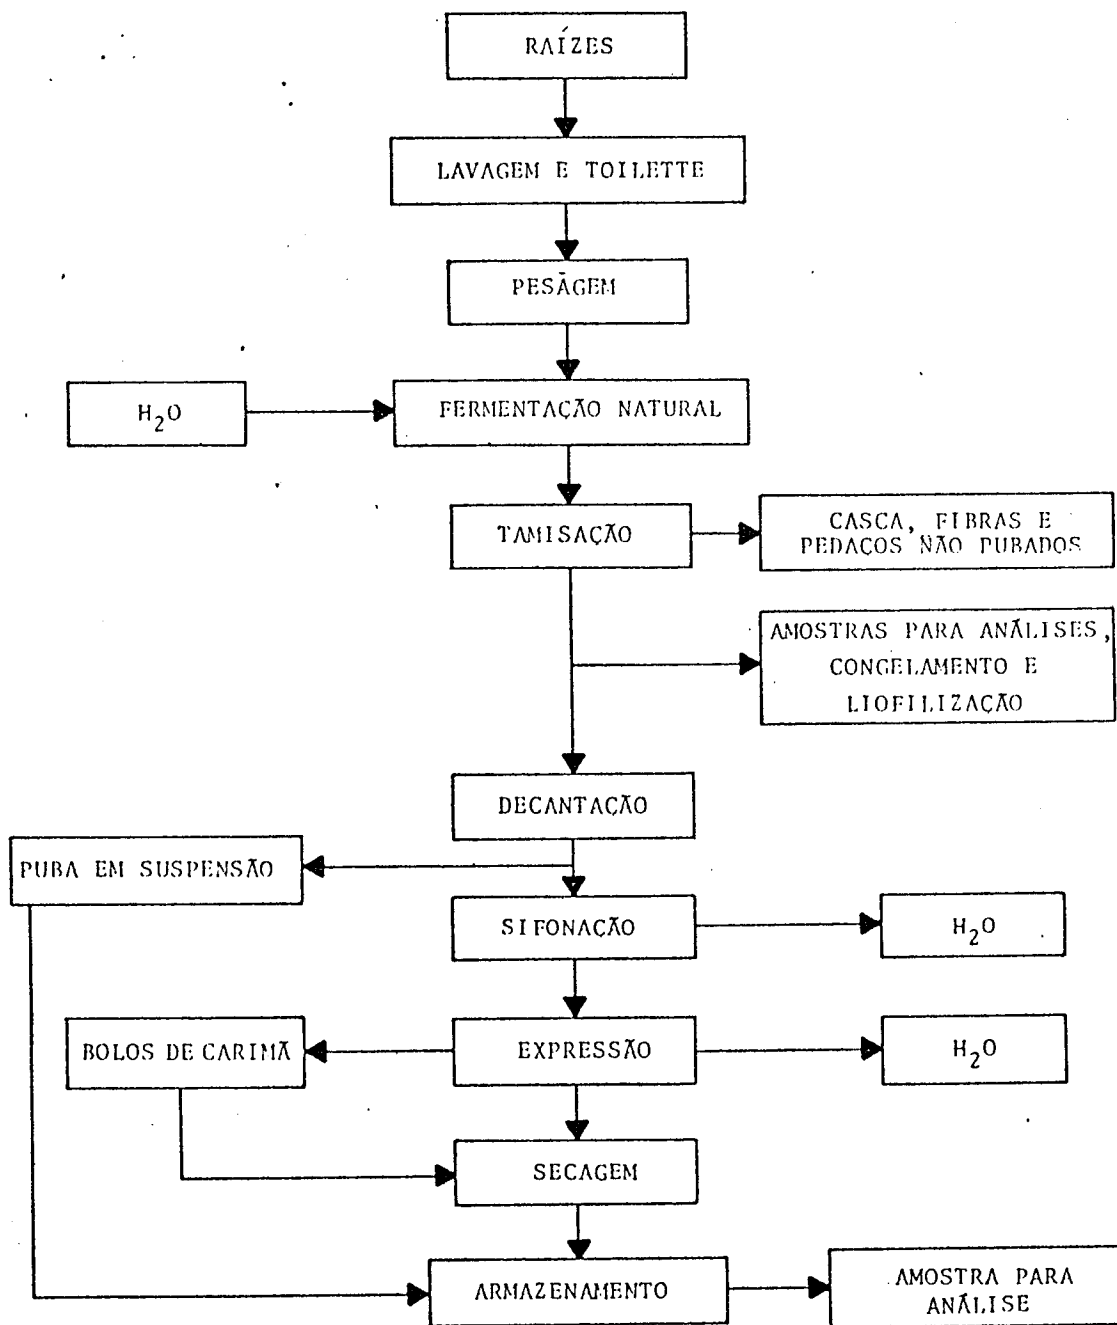 RAÍZES
LAVAGEM E TOILETTE
PESÃGEM
H₂O
FERMENTAÇÃO NATURAL
TAMISAÇÃO
CASCA, FIBRAS E
PEDAÇOS NÃO PUBADOS
AMOSTRAS PARA ANÁLISES,
CONGELAMENTO E
LIOFILIZAÇÃO
DECANTAÇÃO
PUBA EM SUSPENSÃO
SIFONAÇÃO
H₂O
BOLOS DE CARIMÃ
EXPRESSÃO
H₂O
SECAGEM
ARMAZENAMENTO
AMOSTRA PARA
ANÁLISE